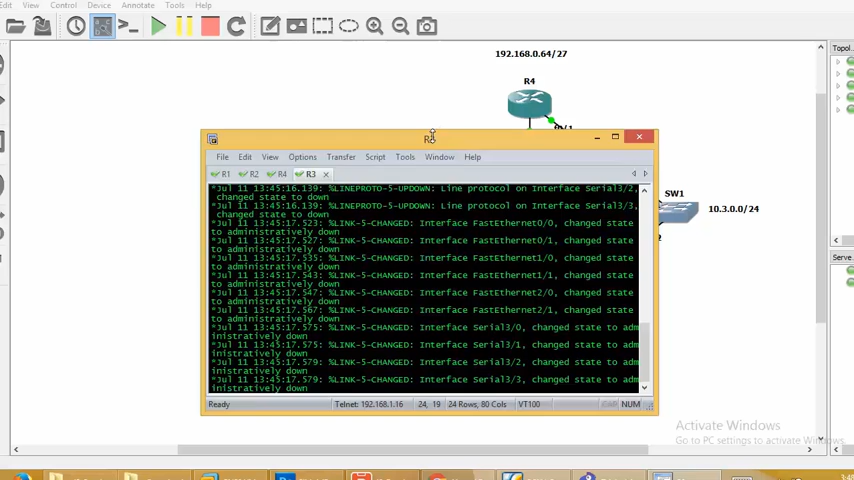 Edit View Control Device Annotate Tools Help
192.168.0.64/27
Topol..
R4
R3
File Edit View Options Transfer Script Tools Window Help
R1 R2 R4 R3
SW1
10.3.0.0/24
*Jul 11 13:45:16.139: %LINEPROTO-5-UPDOWN: Line protocol on Interface Serial3/2,
changed state to down
*Jul 11 13:45:16.139: %LINEPROTO-5-UPDOWN: Line protocol on Interface Serial3/3,
changed state to down
*Jul 11 13:45:17.523: %LINK-5-CHANGED: Interface FastEthernet0/0, changed state
to administratively down
*Jul 11 13:45:17.527: %LINK-5-CHANGED: Interface FastEthernet0/1, changed state
to administratively down
*Jul 11 13:45:17.535: %LINK-5-CHANGED: Interface FastEthernet1/0, changed state
to administratively down
*Jul 11 13:45:17.543: %LINK-5-CHANGED: Interface FastEthernet1/1, changed state
to administratively down
*Jul 11 13:45:17.547: %LINK-5-CHANGED: Interface FastEthernet2/0, changed state
to administratively down
*Jul 11 13:45:17.567: %LINK-5-CHANGED: Interface FastEthernet2/1, changed state
to administratively down
*Jul 11 13:45:17.575: %LINK-5-CHANGED: Interface Serial3/0, changed state to adm
inistratively down
*Jul 11 13:45:17.575: %LINK-5-CHANGED: Interface Serial3/1, changed state to adm
inistratively down
*Jul 11 13:45:17.579: %LINK-5-CHANGED: Interface Serial3/2, changed state to adm
inistratively down
*Jul 11 13:45:17.579: %LINK-5-CHANGED: Interface Serial3/3, changed state to adm
inistratively down
Serve..
Ready Telnet: 192.168.1.16 24, 19 24 Rows, 80 Cols VT100 CAP NUM
Activate Windows
Go to PC settings to activate Windows.